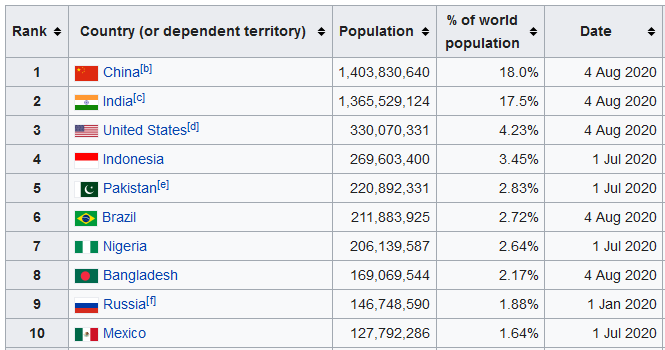 Rank Country (or dependent territory) Population % of world population Date
1 China[b] 1,403,830,640 18.0% 4 Aug 2020
2 India[c] 1,365,529,124 17.5% 4 Aug 2020
3 United States[d] 330,070,331 4.23% 4 Aug 2020
4 Indonesia 269,603,400 3.45% 1 Jul 2020
5 Pakistan[e] 220,892,331 2.83% 1 Jul 2020
6 Brazil 211,883,925 2.72% 4 Aug 2020
7 Nigeria 206,139,587 2.64% 1 Jul 2020
8 Bangladesh 169,069,544 2.17% 4 Aug 2020
9 Russia[f] 146,748,590 1.88% 1 Jan 2020
10 Mexico 127,792,286 1.64% 1 Jul 2020